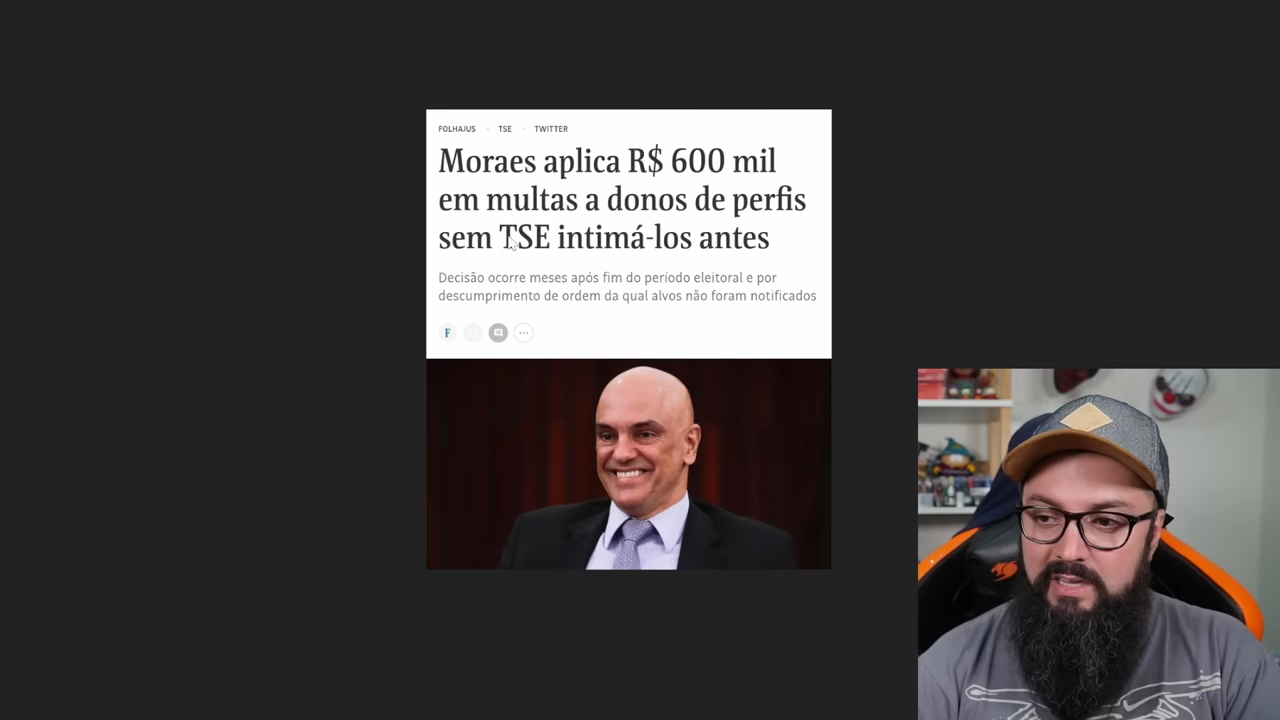 FOLHAJUS · TSE · TWITTER
Moraes aplica R$ 600 mil
em multas a donos de perfis
sem TSE intimá-los antes
Decisão ocorre meses após fim do período eleitoral e por
descumprimento de ordem da qual alvos não foram notificados
F